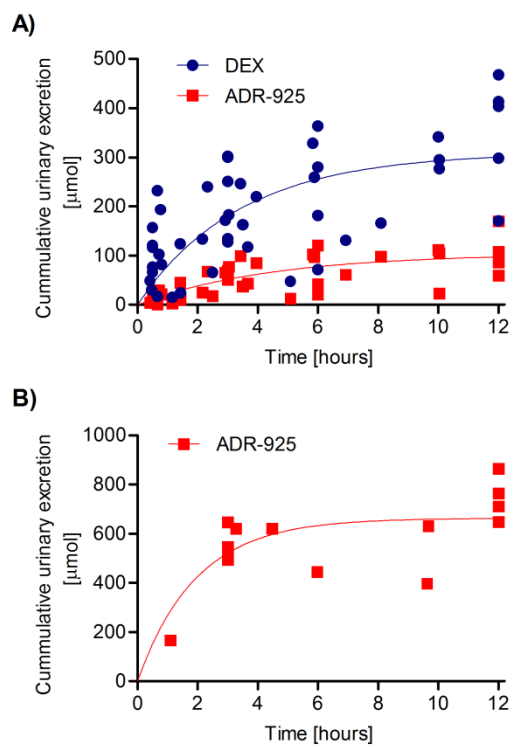 A)
Cummulative urinary excretion
[µmol]
500
400
300
200
100
0
DEX
ADR-925
0 2 4 6 8 10 12
Time [hours]
B)
Cummulative urinary excretion
[µmol]
1000
800
600
400
200
0
ADR-925
0 2 4 6 8 10 12
Time [hours]